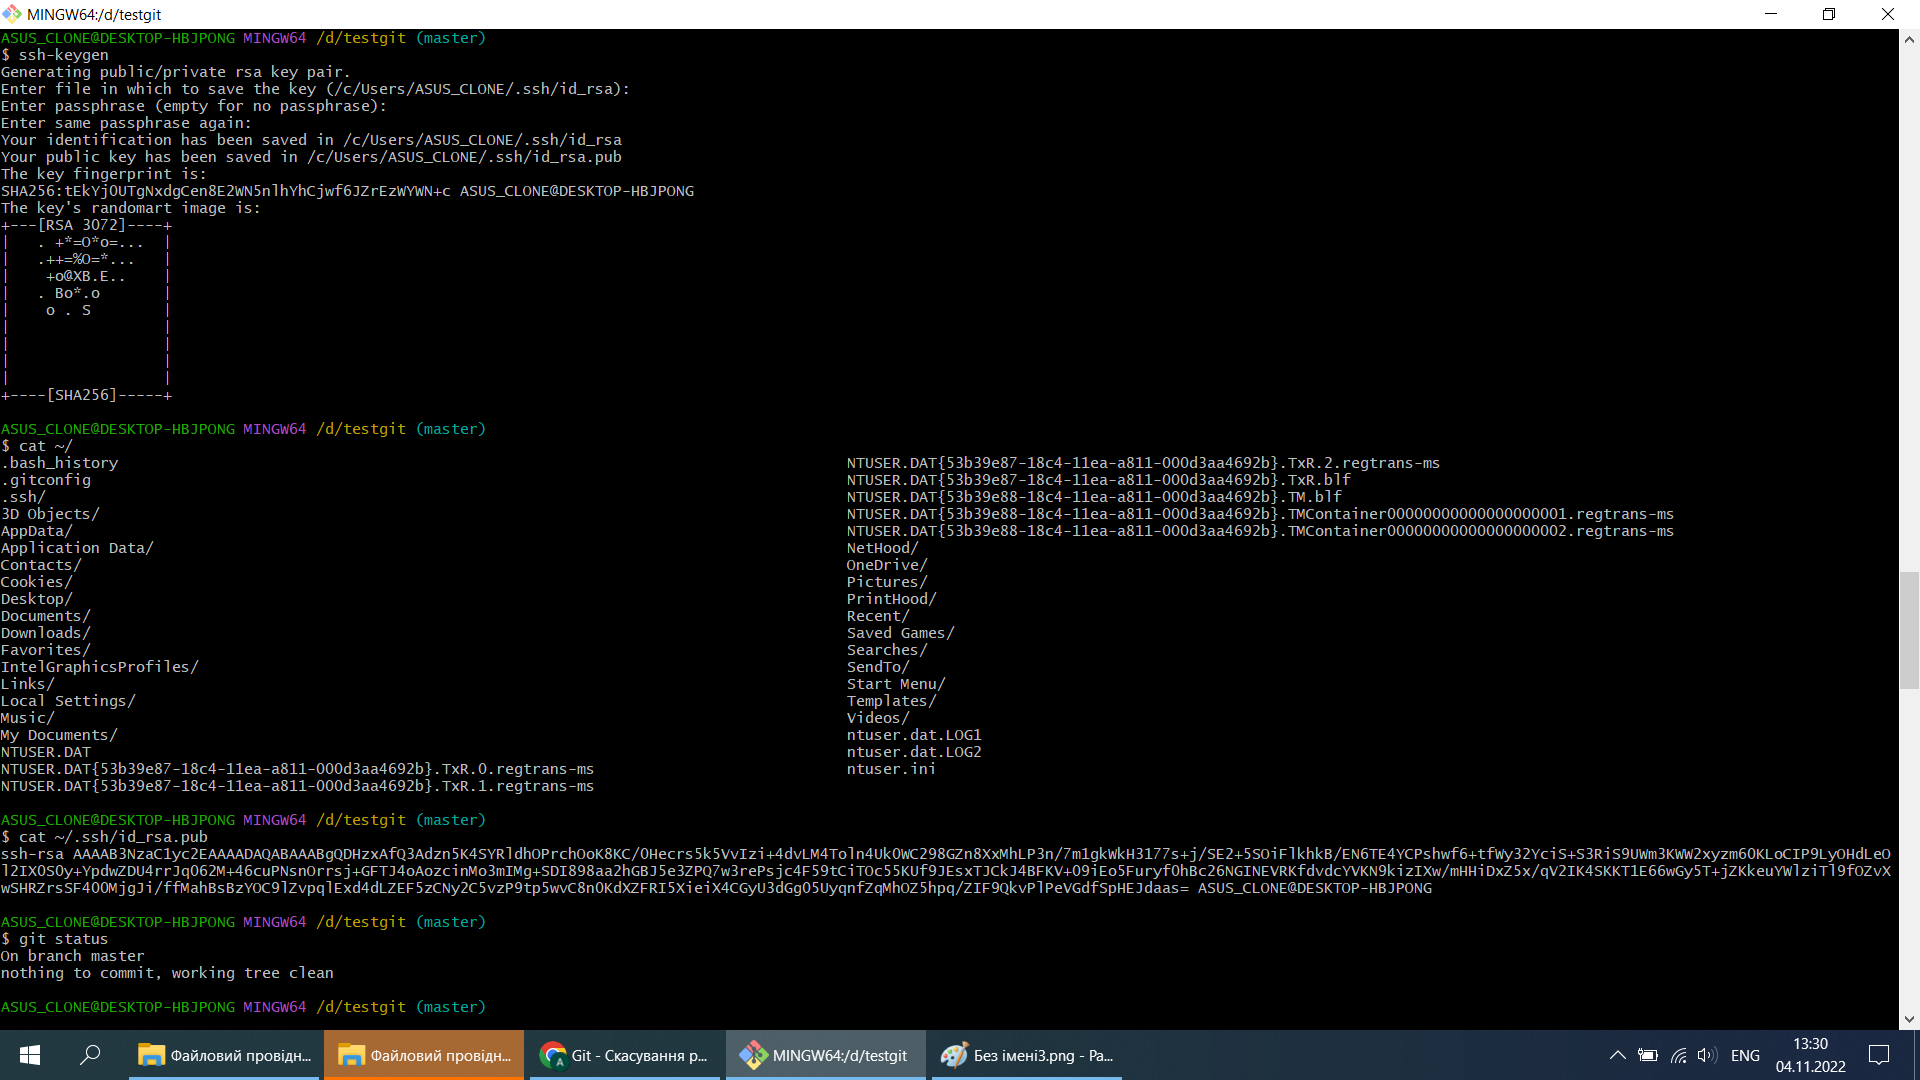 MINGW64:/d/testgit
ASUS_CLONE@DESKTOP-HBJPONG MINGW64 /d/testgit (master)
$ ssh-keygen
Generating public/private rsa key pair.
Enter file in which to save the key (/c/Users/ASUS_CLONE/.ssh/id_rsa):
Enter passphrase (empty for no passphrase):
Enter same passphrase again:
Your identification has been saved in /c/Users/ASUS_CLONE/.ssh/id_rsa
Your public key has been saved in /c/Users/ASUS_CLONE/.ssh/id_rsa.pub
The key fingerprint is:
SHA256:tEkYj0UTgNxdgCen8E2WN5nlhYhCjwf6JZrEzWYWN+c ASUS_CLONE@DESKTOP-HBJPONG
The key's randomart image is:
+---[RSA 3072]----+
|   . +*=O*o=...  |
|   .++=%O=*...   |
|    +o@XB.E..    |
|   . Bo*.o       |
|    o . S        |
|                 |
|                 |
|                 |
|                 |
+----[SHA256]-----+
ASUS_CLONE@DESKTOP-HBJPONG MINGW64 /d/testgit (master)
$ cat ~/
.bash_history NTUSER.DAT{53b39e87-18c4-11ea-a811-000d3aa4692b}.TxR.2.regtrans-ms
.gitconfig NTUSER.DAT{53b39e87-18c4-11ea-a811-000d3aa4692b}.TxR.blf
.ssh/ NTUSER.DAT{53b39e88-18c4-11ea-a811-000d3aa4692b}.TM.blf
3D Objects/ NTUSER.DAT{53b39e88-18c4-11ea-a811-000d3aa4692b}.TMContainer00000000000000000001.regtrans-ms
AppData/ NTUSER.DAT{53b39e88-18c4-11ea-a811-000d3aa4692b}.TMContainer00000000000000000002.regtrans-ms
Application Data/ NetHood/
Contacts/ OneDrive/
Cookies/ Pictures/
Desktop/ PrintHood/
Documents/ Recent/
Downloads/ Saved Games/
Favorites/ Searches/
IntelGraphicsProfiles/ SendTo/
Links/ Start Menu/
Local Settings/ Templates/
Music/ Videos/
My Documents/ ntuser.dat.LOG1
NTUSER.DAT ntuser.dat.LOG2
NTUSER.DAT{53b39e87-18c4-11ea-a811-000d3aa4692b}.TxR.0.regtrans-ms ntuser.ini
NTUSER.DAT{53b39e87-18c4-11ea-a811-000d3aa4692b}.TxR.1.regtrans-ms
ASUS_CLONE@DESKTOP-HBJPONG MINGW64 /d/testgit (master)
$ cat ~/.ssh/id_rsa.pub
ssh-rsa AAAAB3NzaC1yc2EAAAADAQABAAABgQDHzxAfQ3Adzn5K4SYRldhOPrchOoK8KC/0Hecrs5k5VvIzi+4dvLM4Toln4Uk0WC298GZn8XxMhLP3n/7m1gkWkH3177s+j/SE2+5SOiFlkhkB/EN6TE4YCPshwf6+tfWy32YciS+S3RiS9UWm3KWW2xyzm60KLoCIP9LyOHdLeO
l2IXOSOy+YpdwZDU4rrJqO62M+46cuPNsnOrrsj+GFTJ4oAozcinMo3mIMg+SDI898aa2hGBJ5e3ZPQ7w3rePsjc4F59tCiTOc55KUf9JEsxTJCkJ4BFKV+O9iEo5FuryfOhBc26NGINEVRKfdvdcYVKN9kizIXw/mHHiDxZ5x/qV2IK4SKKT1E66wGy5T+jZKkeuYWlziTl9fOZvX
wSHRZrsSF4OOMjgJi/ffMahBsBzYOC9lZvpqlExd4dLZEF5zCNy2C5vzP9tp5wvC8n0KdXZFRI5XieiX4CGyU3dGg05UyqnfZqMhOZ5hpq/ZIF9QkvPlPeVGdfSpHEJdaas= ASUS_CLONE@DESKTOP-HBJPONG
ASUS_CLONE@DESKTOP-HBJPONG MINGW64 /d/testgit (master)
$ git status
On branch master
nothing to commit, working tree clean
ASUS_CLONE@DESKTOP-HBJPONG MINGW64 /d/testgit (master)
Файловий провідн... Файловий провідн... Git - Скасування р... MINGW64:/d/testgit Без імені3.png - Pa... ENG 13:30
04.11.2022